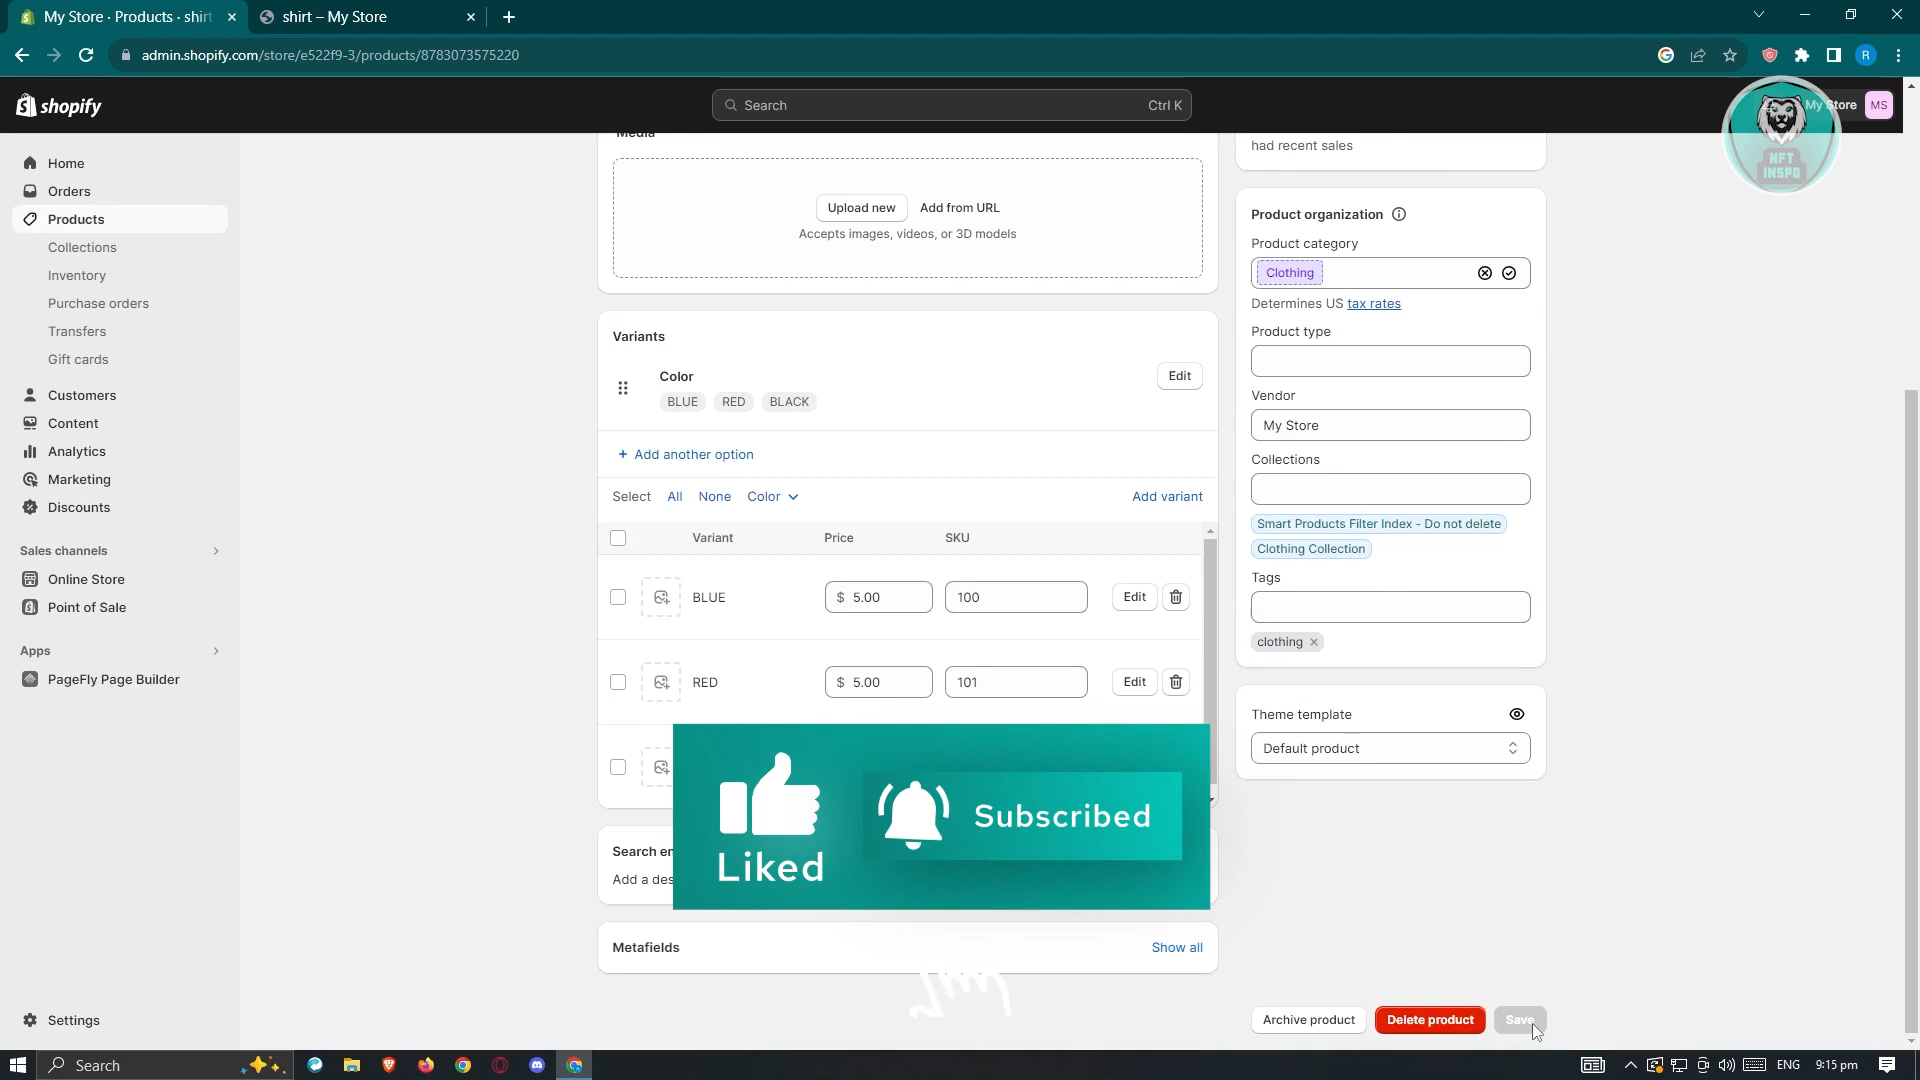 My Store · Products · shirt
shirt – My Store
admin.shopify.com/store/e522f9-3/products/8783073575220
R
shopify
Search
Ctrl K
My Store
MS
NFT
INSPO
Home
Orders
Products
Collections
Inventory
Purchase orders
Transfers
Gift cards
Customers
Content
Analytics
Marketing
Discounts
Sales channels
Online Store
Point of Sale
Apps
PageFly Page Builder
Settings
Media
Upload new
Add from URL
Accepts images, videos, or 3D models
Variants
Color
Edit
BLUE RED BLACK
+ Add another option
Select All None Color
Add variant
Variant Price SKU
BLUE $ 5.00 100 Edit
RED $ 5.00 101 Edit
Liked
Subscribed
Search en
Add a des
Metafields
Show all
had recent sales
Product organization
Product category
Clothing
Determines US tax rates
Product type
Vendor
My Store
Collections
Smart Products Filter Index - Do not delete
Clothing Collection
Tags
clothing
Theme template
Default product
Archive product
Delete product
Save
Search
ENG
9:15 pm